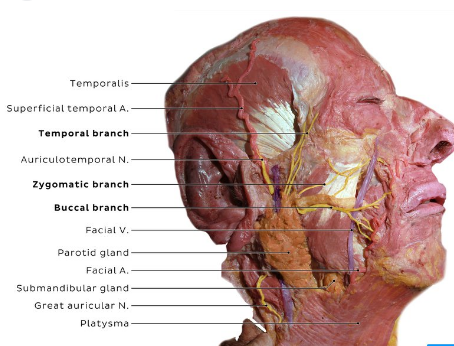 Temporalis
Superficial temporal A.
Temporal branch
Auriculotemporal N.
Zygomatic branch
Buccal branch
Facial V.
Parotid gland
Facial A.
Submandibular gland
Great auricular N.
Platysma